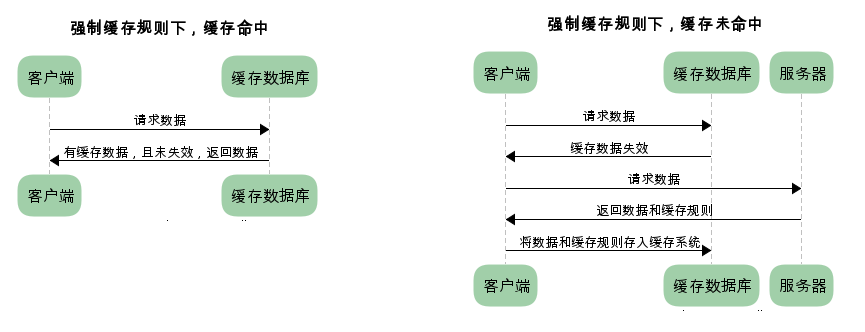 强制缓存规则下，缓存命中
客户端
缓存数据库
请求数据
有缓存数据，且未失效，返回数据
客户端
缓存数据库
强制缓存规则下，缓存未命中
客户端
缓存数据库
服务器
请求数据
缓存数据失效
请求数据
返回数据和缓存规则
将数据和缓存规则存入缓存系统
客户端
缓存数据库
服务器